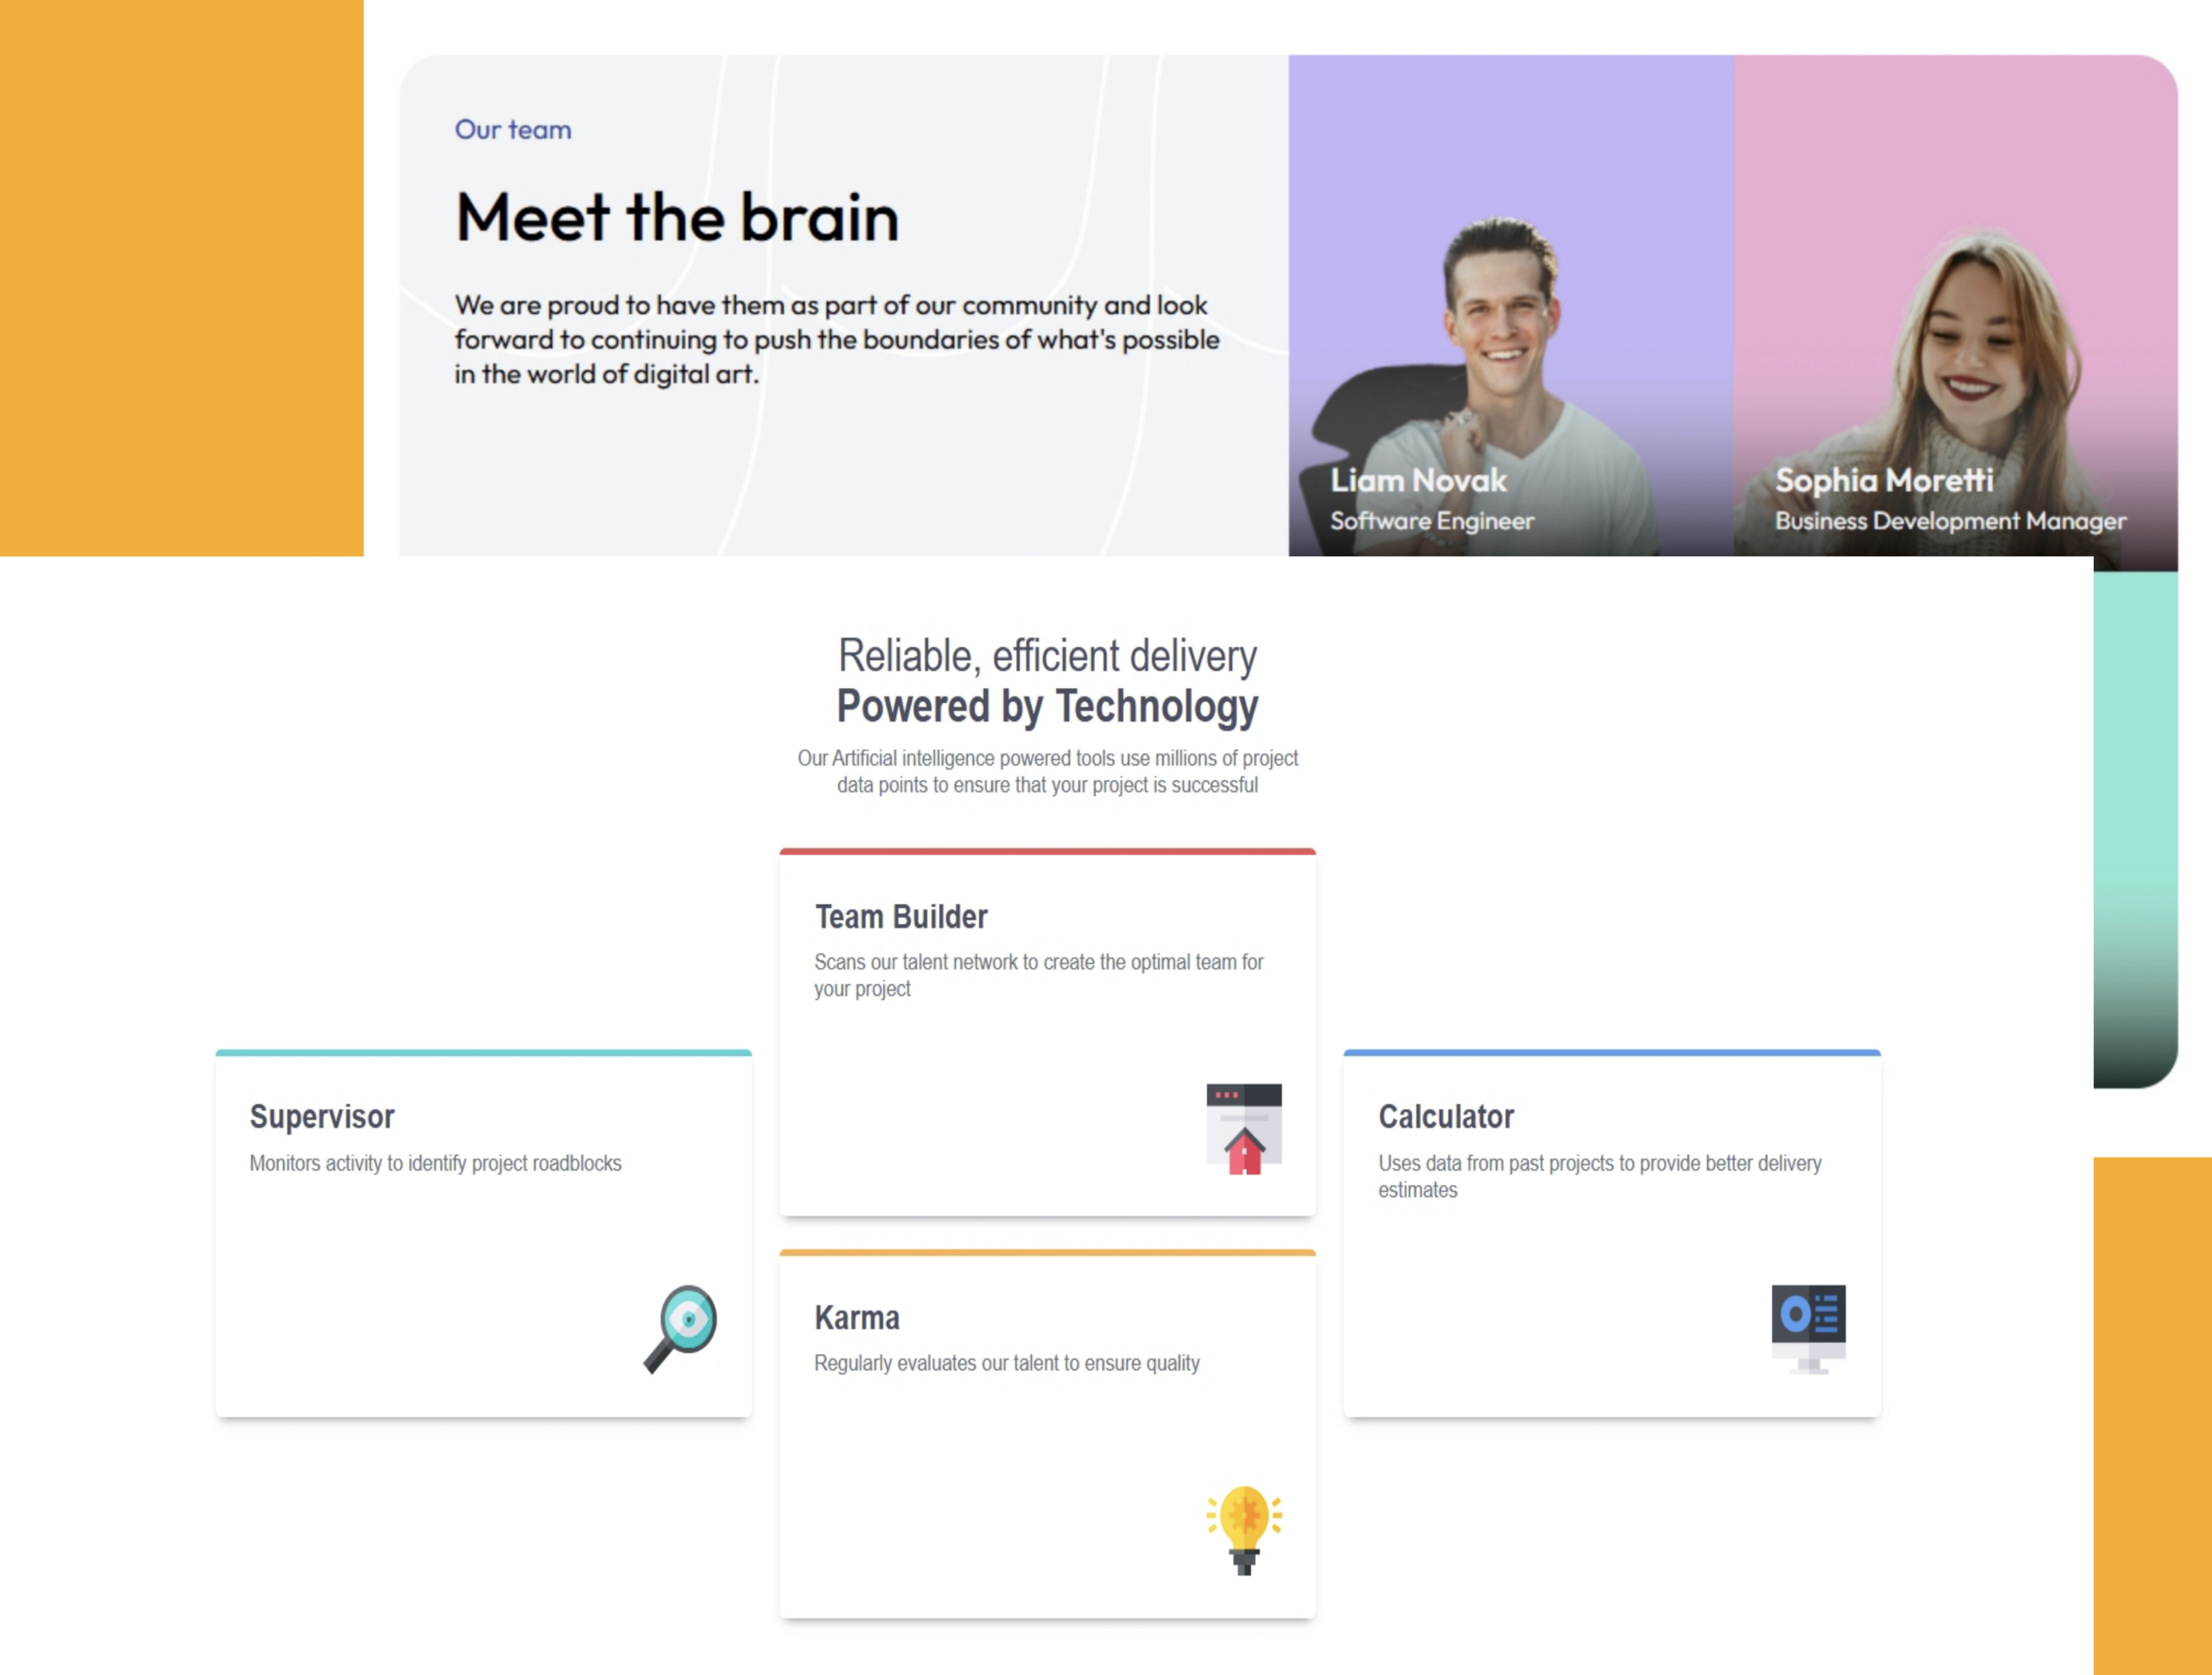 Our team
Meet the brain
We are proud to have them as part of our community and look
forward to continuing to push the boundaries of what's possible
in the world of digital art.
Liam Novak
Software Engineer
Sophia Moretti
Business Development Manager
Reliable, efficient delivery
Powered by Technology
Our Artificial intelligence powered tools use millions of project
data points to ensure that your project is successful
Team Builder
Scans our talent network to create the optimal team for
your project
Supervisor
Monitors activity to identify project roadblocks
Calculator
Uses data from past projects to provide better delivery
estimates
Karma
Regularly evaluates our talent to ensure quality